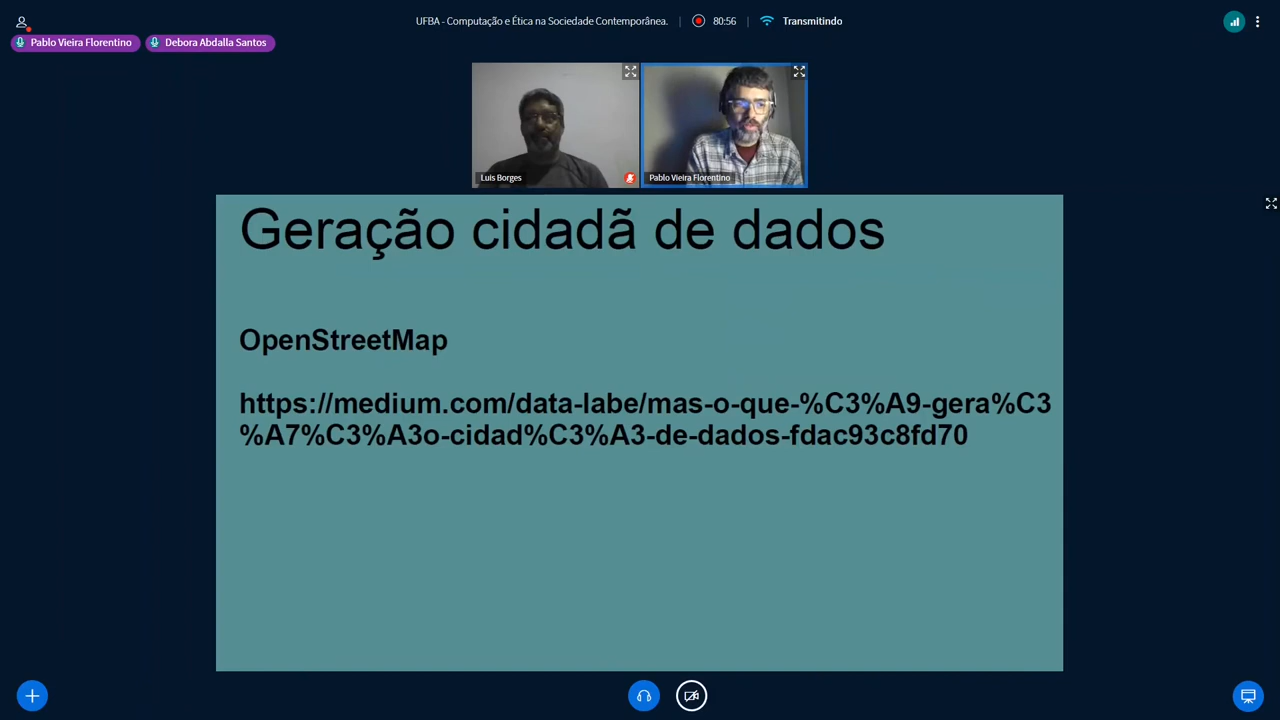 UFBA - Computação e Ética na Sociedade Contemporânea.
80:56
Transmitindo
Pablo Vieira Florentino
Debora Abdalla Santos
Luis Borges
Pablo Vieira Florentino
Geração cidadã de dados
OpenStreetMap
https://medium.com/data-labe/mas-o-que-%C3%A9-gera%C3
%A7%C3%A3o-cidad%C3%A3-de-dados-fdac93c8fd70